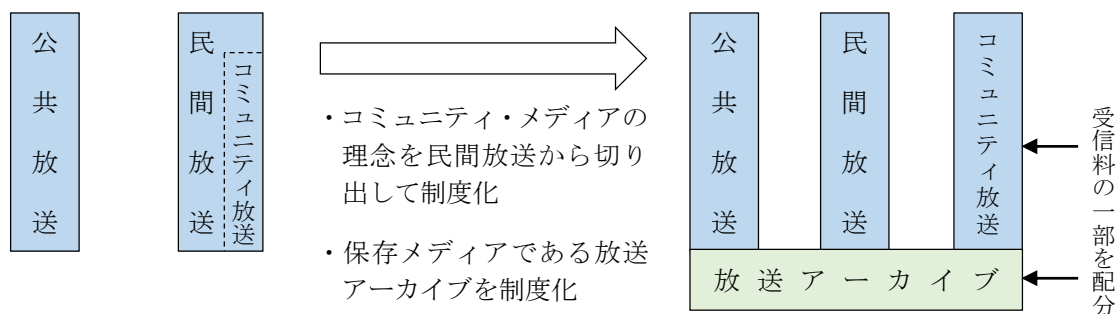 公共放送
民間放送
コミュニティ放送
・コミュニティ・メディアの
理念を民間放送から切り
出して制度化
・保存メディアである放送
アーカイブを制度化
公共放送
民間放送
コミュニティ放送
放送アーカイブ
受信料の一部を配分